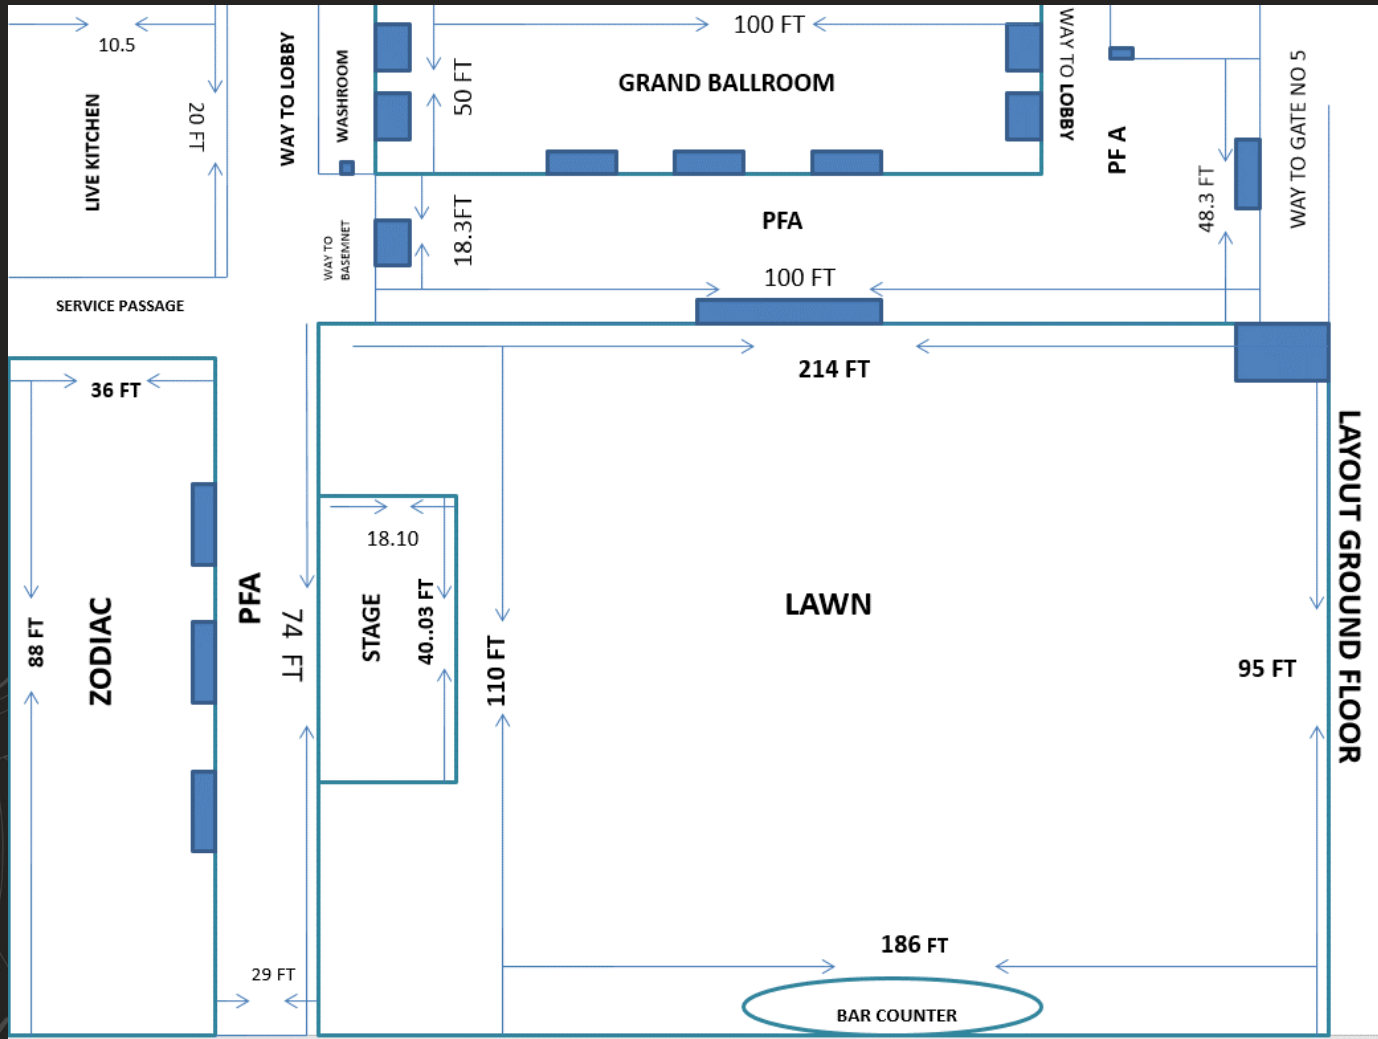 10.5
LIVE KITCHEN
20 FT
WAY TO LOBBY
WASHROOM
100 FT
50 FT
GRAND BALLROOM
WAY TO LOBBY
PF A
48.3 FT
WAY TO GATE NO 5
WAY TO
BASEMNET
18.3FT
PFA
100 FT
SERVICE PASSAGE
36 FT
88 FT
ZODIAC
PFA
74 FT
29 FT
214 FT
18.10
STAGE
40..03 FT
110 FT
LAWN
95 FT
LAYOUT GROUND FLOOR
186 FT
BAR COUNTER